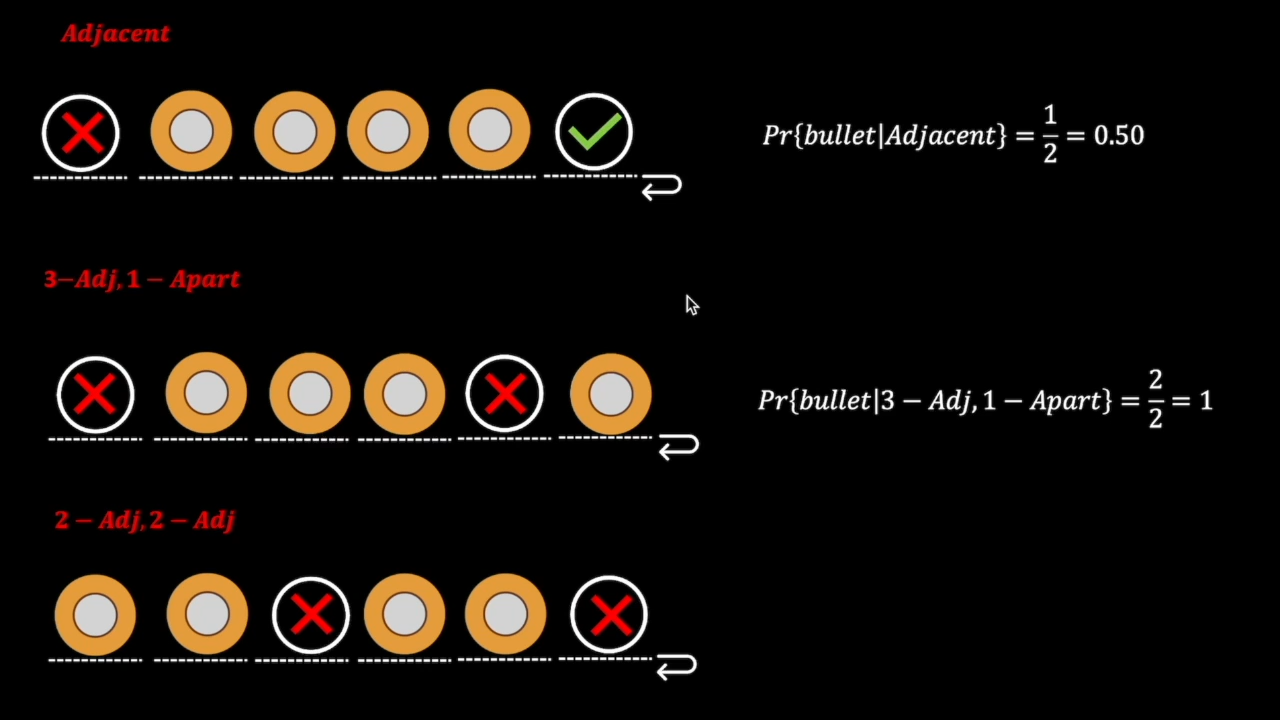 Adjacent
Pr{bullet|Adjacent} = 1/2 = 0.50
3-Adj, 1 - Apart
Pr{bullet|3 - Adj, 1 - Apart} = 2/2 = 1
2 - Adj, 2 - Adj